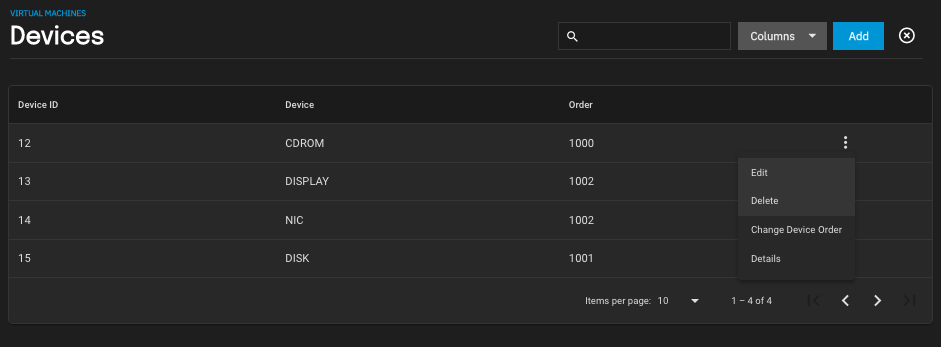 VIRTUAL MACHINES
Devices
Columns
Add
Device ID Device Order
12 CDROM 1000
13 DISPLAY 1002
14 NIC 1002
15 DISK 1001
Edit
Delete
Change Device Order
Details
Items per page: 10 1 – 4 of 4